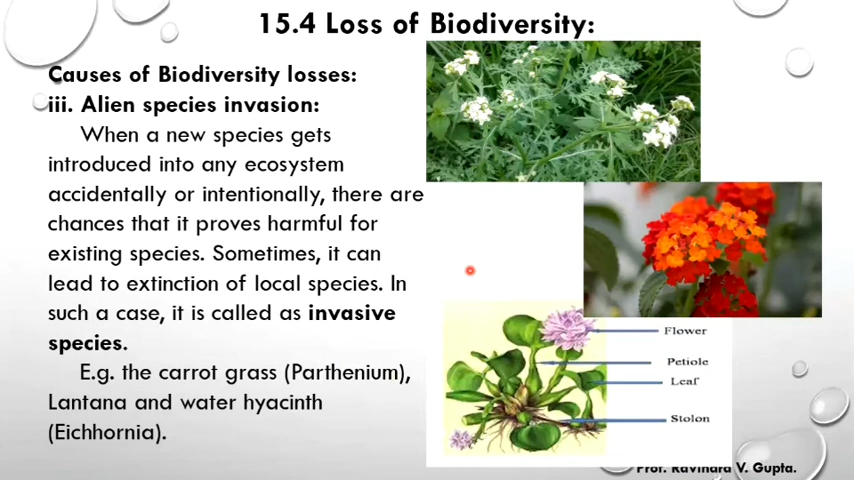 15.4 Loss of Biodiversity:
Causes of Biodiversity losses:
iii. Alien species invasion:
When a new species gets
introduced into any ecosystem
accidentally or intentionally, there are
chances that it proves harmful for
existing species. Sometimes, it can
lead to extinction of local species. In
such a case, it is called as invasive
species.
E.g. the carrot grass (Parthenium),
Lantana and water hyacinth
(Eichhornia).
Flower
Petiole
Leaf
Stolon
Prof. Ravindra V. Gupta.